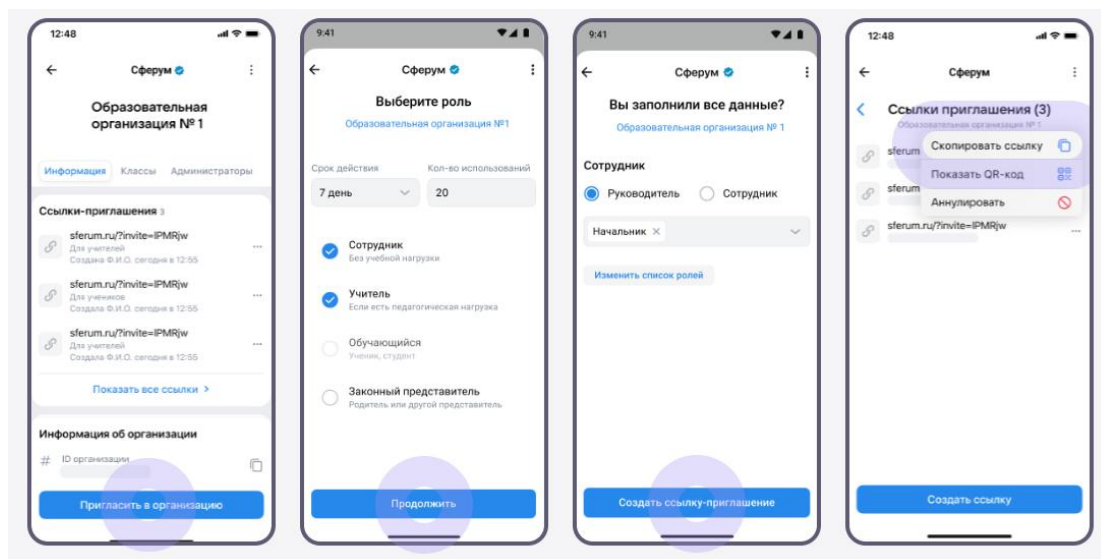 12:48
Сферум
Образовательная
организация № 1
Информация Классы Администраторы
Ссылки-приглашения 3
sferum.ru/?invite=IPMRjw
Для учителей
Создана Ф.И.О. сегодня в 12:55
sferum.ru/?invite=IPMRjw
Для учеников
Создала Ф.И.О. сегодня в 12:55
sferum.ru/?invite=IPMRjw
Для учителей
Создала Ф.И.О. сегодня в 12:55
Показать все ссылки >
Информация об организации
# ID организации
Пригласить в организацию
9:41
Сферум
Выберите роль
Образовательная организация №1
Срок действия Кол-во использований
7 день 20
Сотрудник
Без учебной нагрузки
Учитель
Если есть педагогическая нагрузка
Обучающийся
Ученик, студент
Законный представитель
Родитель или другой представитель
Продолжить
9:41
Сферум
Вы заполнили все данные?
Образовательная организация № 1
Сотрудник
Руководитель Сотрудник
Начальник ×
Изменить список ролей
Создать ссылку-приглашение
12:48
Сферум
Ссылки приглашения (3)
Образовательная организация № 1
sferum
Скопировать ссылку
Показать QR-код
sferum
Аннулировать
sferum.ru/?invite=IPMRjw
Создать ссылку